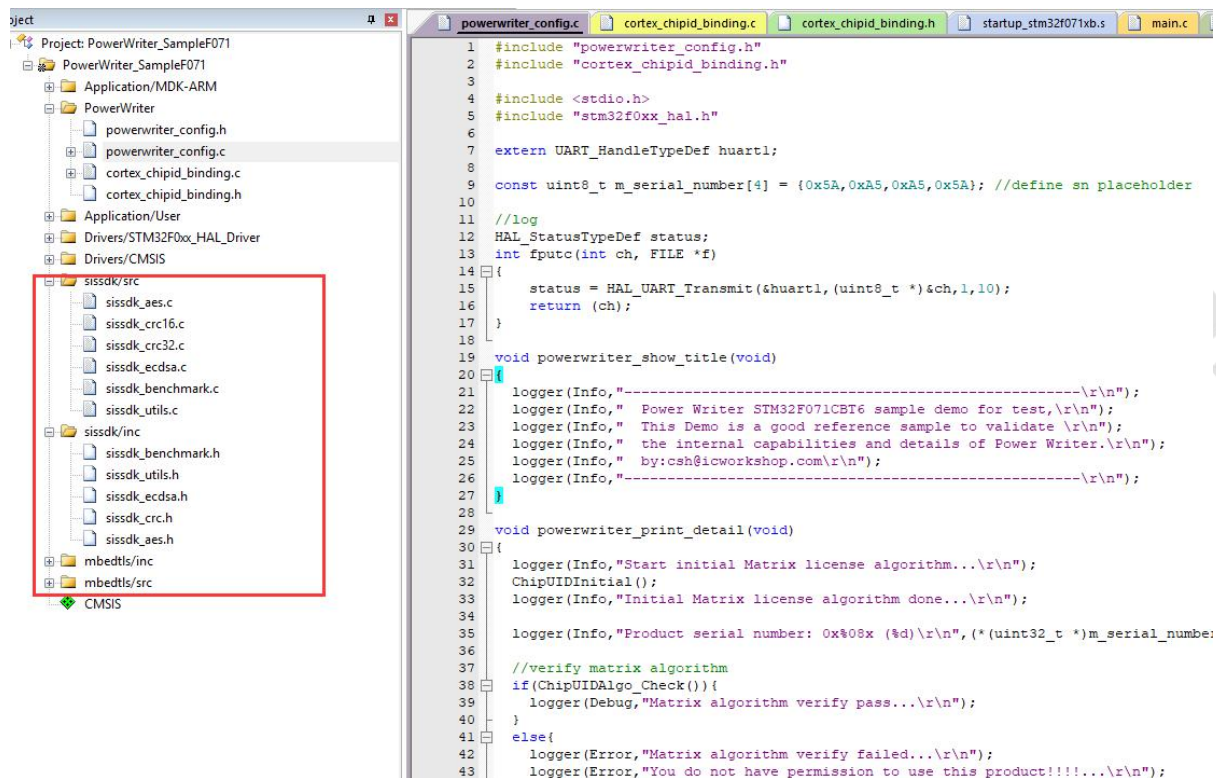 oject
Project: PowerWriter_SampleF071
PowerWriter_SampleF071
Application/MDK-ARM
PowerWriter
powerwriter_config.h
powerwriter_config.c
cortex_chipid_binding.c
cortex_chipid_binding.h
Application/User
Drivers/STM32F0xx_HAL_Driver
Drivers/CMSIS
sissdk/src
sissdk_aes.c
sissdk_crc16.c
sissdk_crc32.c
sissdk_ecdsa.c
sissdk_benchmark.c
sissdk_utils.c
sissdk/inc
sissdk_benchmark.h
sissdk_utils.h
sissdk_ecdsa.h
sissdk_crc.h
sissdk_aes.h
mbedtls/inc
mbedtls/src
CMSIS
powerwriter_config.c cortex_chipid_binding.c cortex_chipid_binding.h startup_stm32f071xb.s main.c
1 #include "powerwriter_config.h"
2 #include "cortex_chipid_binding.h"
3
4 #include <stdio.h>
5 #include "stm32f0xx_hal.h"
6
7 extern UART_HandleTypeDef huart1;
8
9 const uint8_t m_serial_number[4] = {0x5A,0xA5,0xA5,0x5A}; //define sn placeholder
10
11 //log
12 HAL_StatusTypeDef status;
13 int fputc(int ch, FILE *f)
14 {
15 status = HAL_UART_Transmit(&huart1,(uint8_t *)&ch,1,10);
16 return (ch);
17 }
18
19 void powerwriter_show_title(void)
20 {
21 logger(Info,"-----------------------------------------------------\r\n");
22 logger(Info," Power Writer STM32F071CBT6 sample demo for test,\r\n");
23 logger(Info," This Demo is a good reference sample to validate \r\n");
24 logger(Info," the internal capabilities and details of Power Writer.\r\n");
25 logger(Info," by:csh@icworkshop.com\r\n");
26 logger(Info,"-----------------------------------------------------\r\n");
27 }
28
29 void powerwriter_print_detail(void)
30 {
31 logger(Info,"Start initial Matrix license algorithm...\r\n");
32 ChipUIDInitial();
33 logger(Info,"Initial Matrix license algorithm done...\r\n");
34
35 logger(Info,"Product serial number: 0x%08x (%d)\r\n",(*(uint32_t *)m_serial_number
36
37 //verify matrix algorithm
38 if(ChipUIDAlgo_Check()){
39 logger(Debug,"Matrix algorithm verify pass...\r\n");
40 }
41 else{
42 logger(Error,"Matrix algorithm verify failed...\r\n");
43 logger(Error,"You do not have permission to use this product!!!!...\r\n");